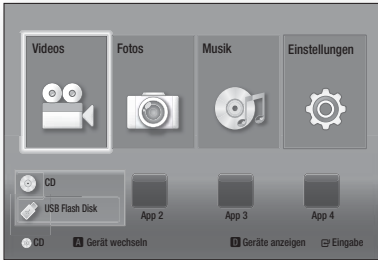 Videos Fotos Musik Einstellungen
CD
USB Flash Disk
App 2 App 3 App 4
CD A Gerät wechseln D Geräte anzeigen Eingabe